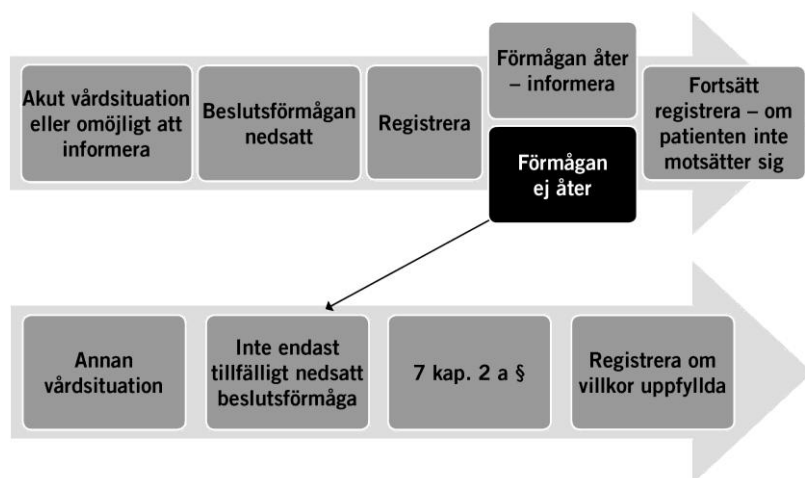 Akut vårdsituation
eller omöjligt att
informera
Beslutsförmågan
nedsatt
Registrera
Förmågan åter
– informera
Förmågan
ej åter
Fortsätt
registrera – om
patienten inte
motsätter sig
Annan
vårdsituation
Inte endast
tillfälligt nedsatt
beslutsförmåga
7 kap. 2 a §
Registrera om
villkor uppfyllda